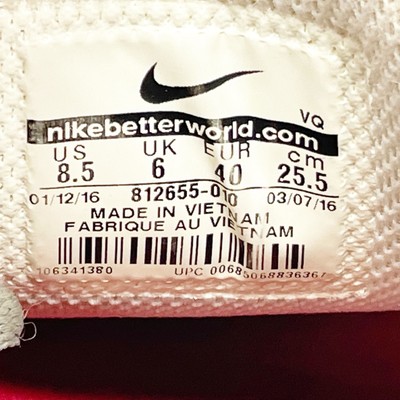 VQ
nikebetterworld.com
US UK EUR cm
8.5 6 40 25.5
01/12/16 812655-010 03/07/16
MADE IN VIETNAM
FABRIQUE AU VIETNAM
106341380 UPC